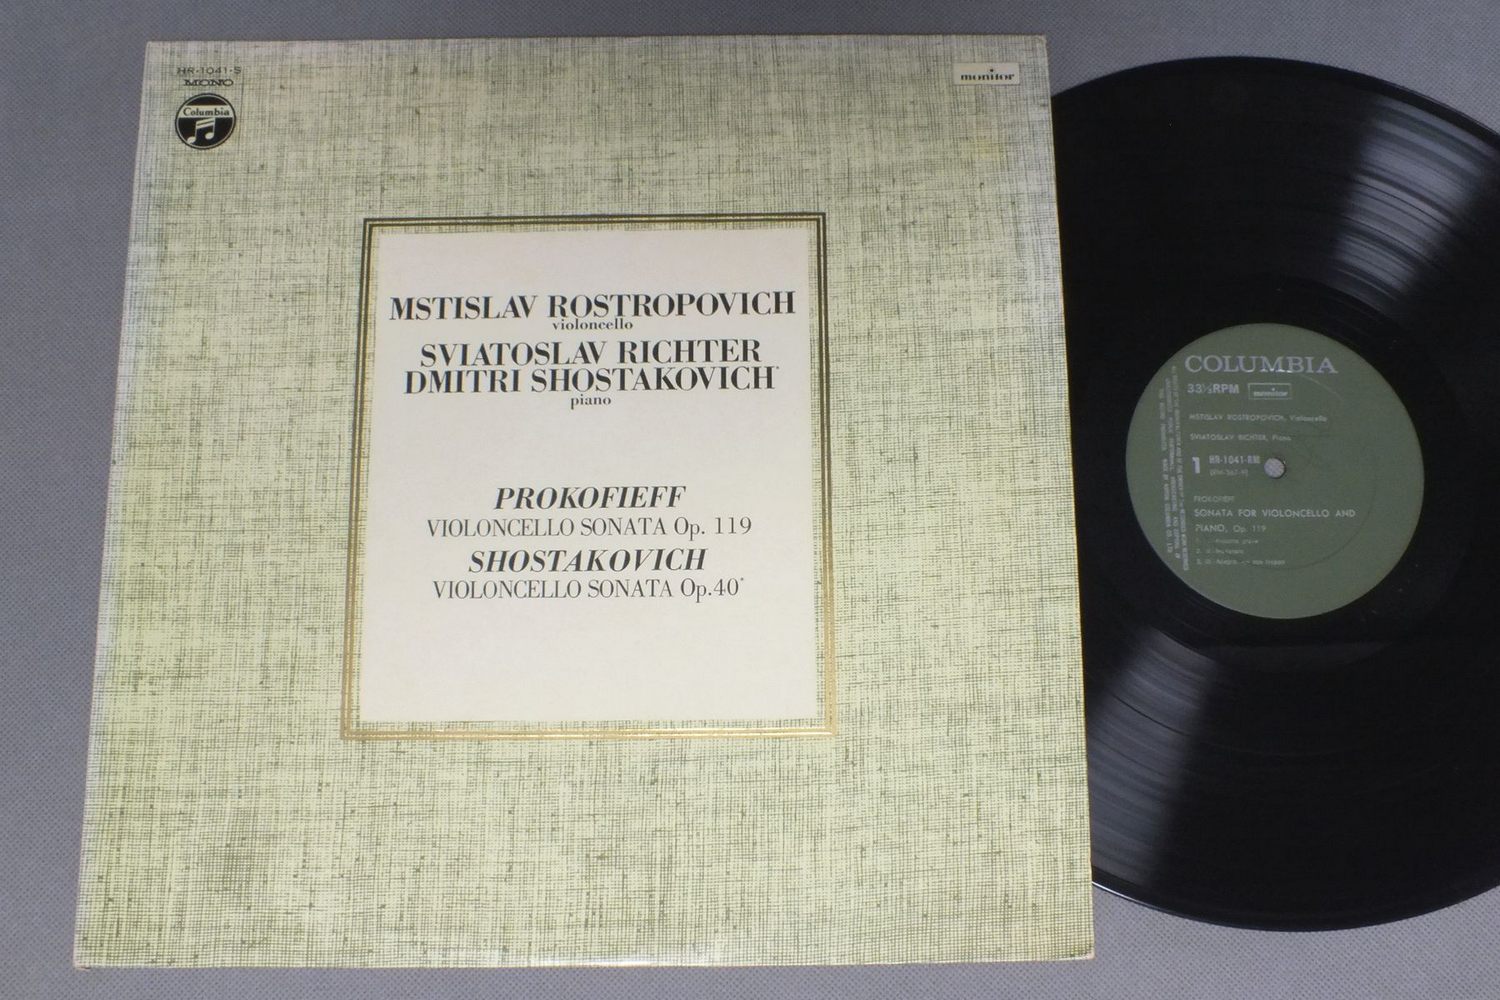 HR-1041-S
MONO
Columbia
monitor
MSTISLAV ROSTROPOVICH
violoncello
SVIATOSLAV RICHTER
DMITRI SHOSTAKOVICH*
piano
PROKOFIEFF
VIOLONCELLO SONATA Op. 119
SHOSTAKOVICH
VIOLONCELLO SONATA Op.40*
COLUMBIA
33⅓RPM monitor
MSTISLAV ROSTROPOVICH, Violoncello
SVIATOSLAV RICHTER, Piano
1 HR-1041-RM
PROKOFIEFF
SONATA FOR VIOLONCELLO AND
PIANO, Op. 119